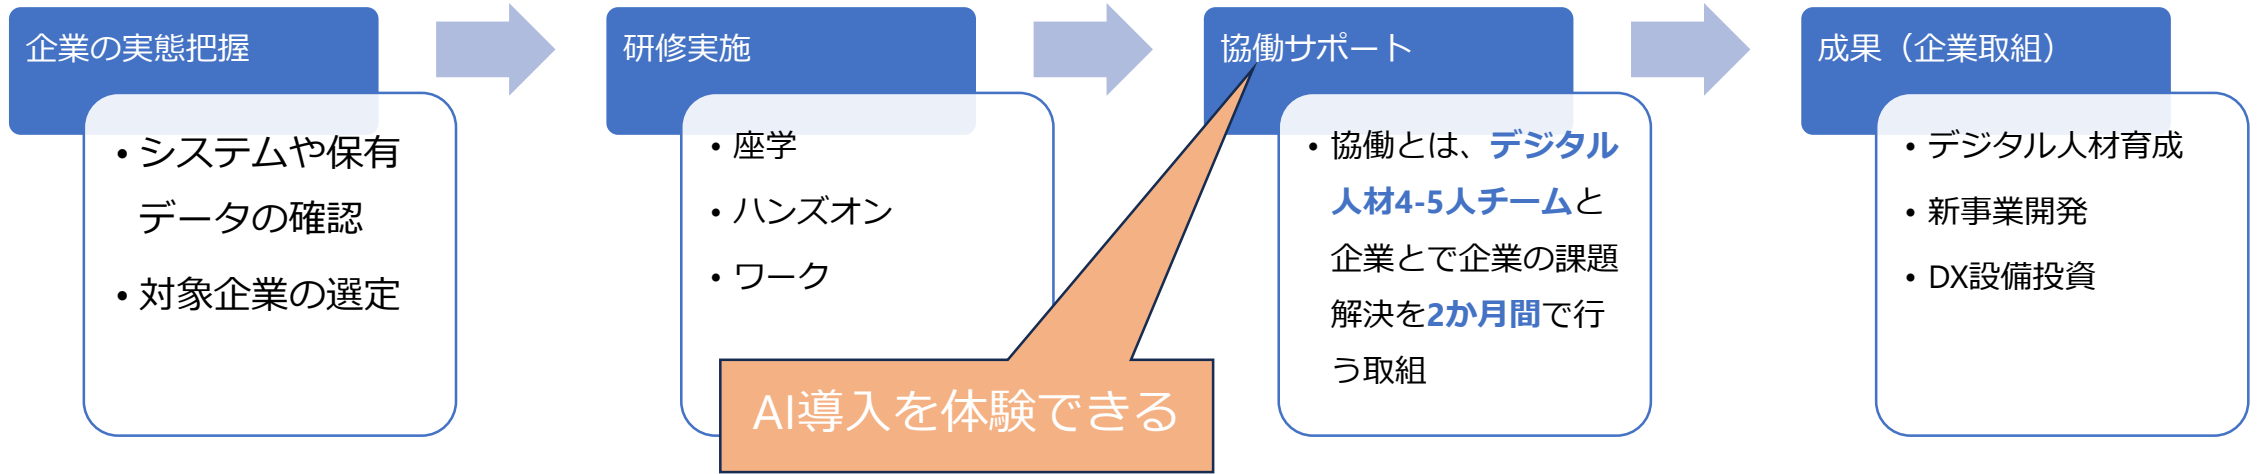 企業の実態把握
• システムや保有
データの確認
• 対象企業の選定
研修実施
• 座学
• ハンズオン
• ワーク
協働サポート
• 協働とは、デジタル
人材4-5人チームと
企業とで企業の課題
解決を2か月間で行
う取組
AI導入を体験できる
成果（企業取組）
• デジタル人材育成
• 新事業開発
• DX設備投資